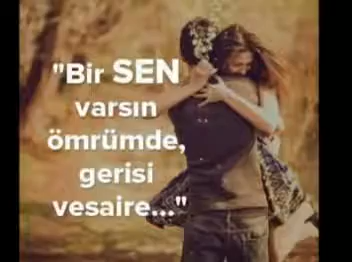 "Bir SEN
varsın
ömrümde,
gerisi
vesaire..."